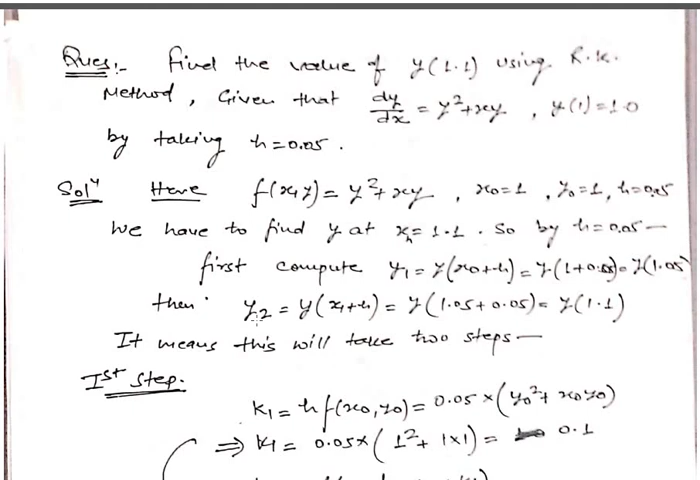 Ques:- Find the value of y(1.1) using R.K.
Method, Given that dy/dx = y²+xy, y(1)=1.0
by taking h=0.05.
Solⁿ Here f(x,y)= y²+xy, x₀=1, y₀=1, h=0.05
We have to find y at xₙ=1.1. So by h=0.05—
first compute y₁=y(x₀+h)=y(1+0.05)=y(1.05)
then y₂=y(x₁+h)=y(1.05+0.05)=y(1.1)
It means this will take two steps—
Iˢᵗ Step.
K₁=hf(x₀,y₀)=0.05×(y₀²+x₀y₀)
⇒ K₁= 0.05×(1²+1×1)= 0.1